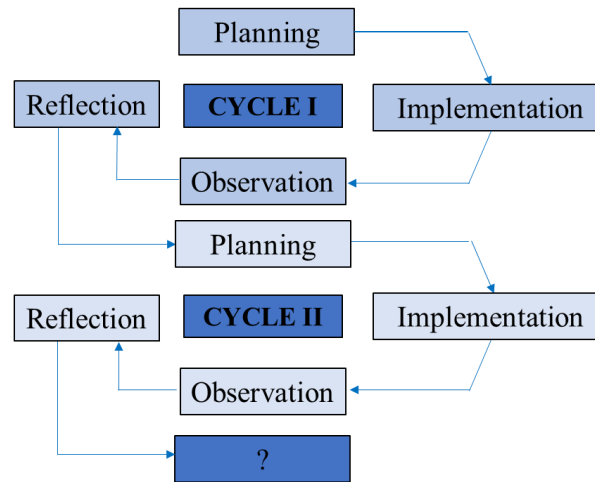 Planning
Reflection
CYCLE I
Implementation
Observation
Planning
Reflection
CYCLE II
Implementation
Observation
?